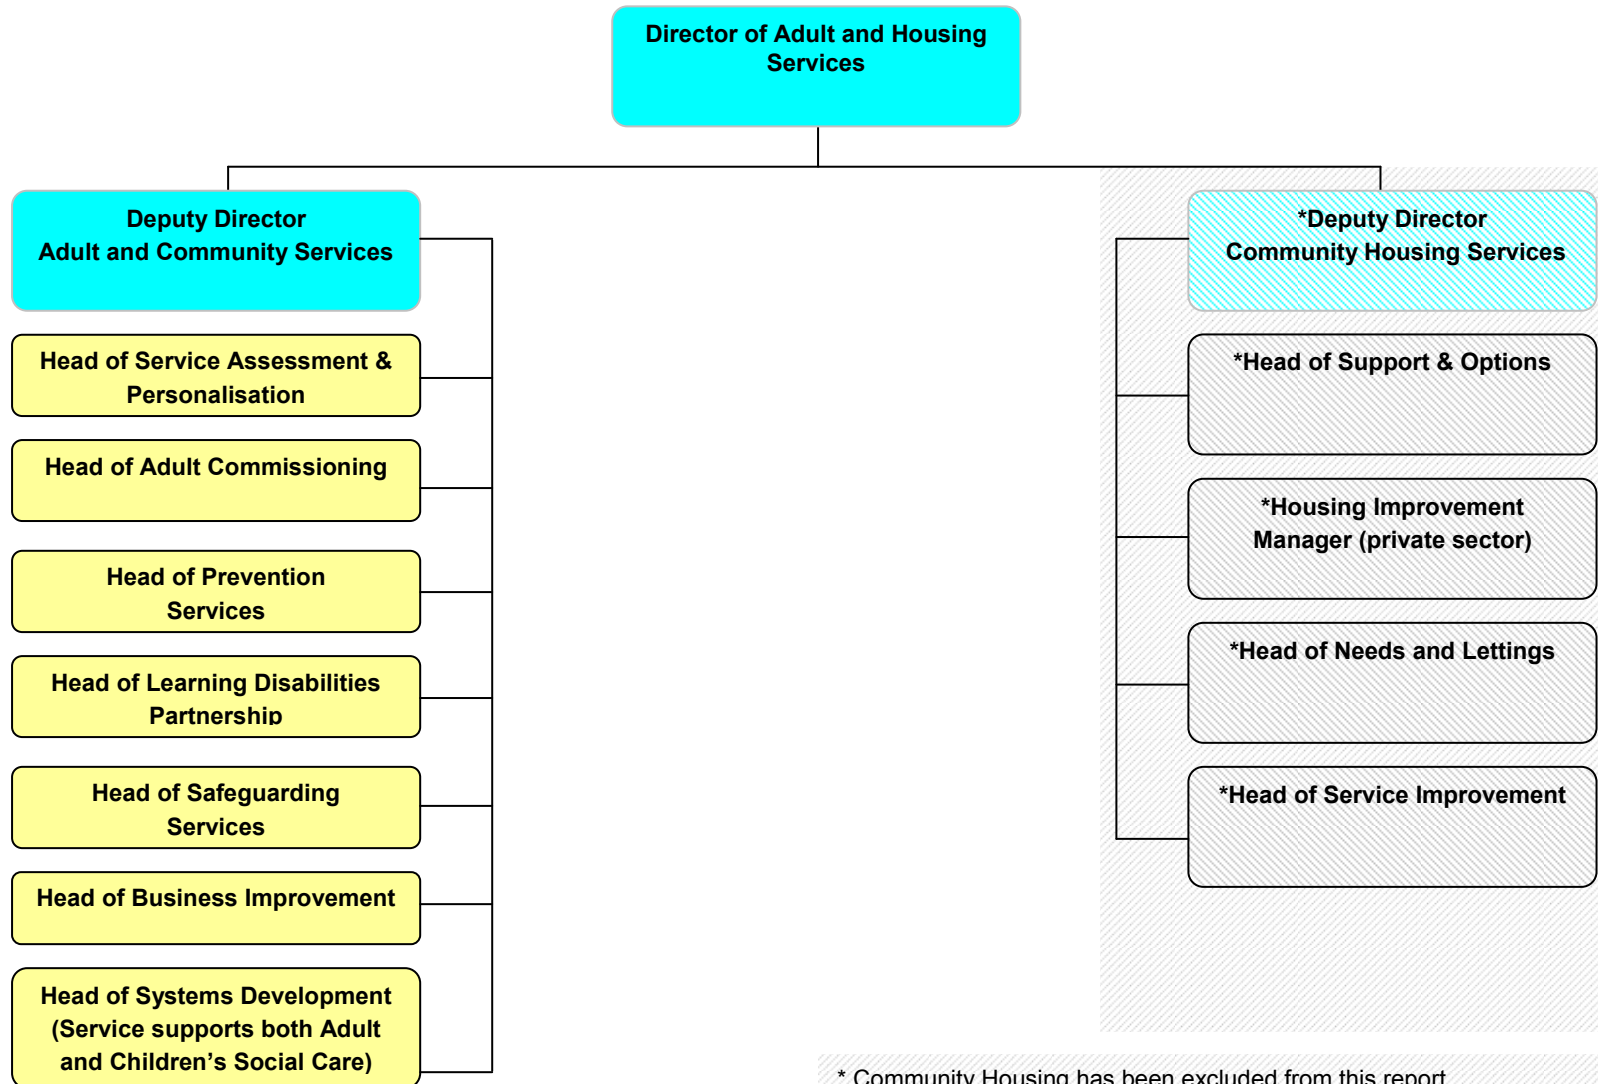 Director of Adult and Housing
Services
Deputy Director
Adult and Community Services
Head of Service Assessment &
Personalisation
Head of Adult Commissioning
Head of Prevention
Services
Head of Learning Disabilities
Partnership
Head of Safeguarding
Services
Head of Business Improvement
Head of Systems Development
(Service supports both Adult
and Children's Social Care)
*Deputy Director
Community Housing Services
*Head of Support & Options
*Housing Improvement
Manager (private sector)
*Head of Needs and Lettings
*Head of Service Improvement
* Community Housing has been excluded from this report